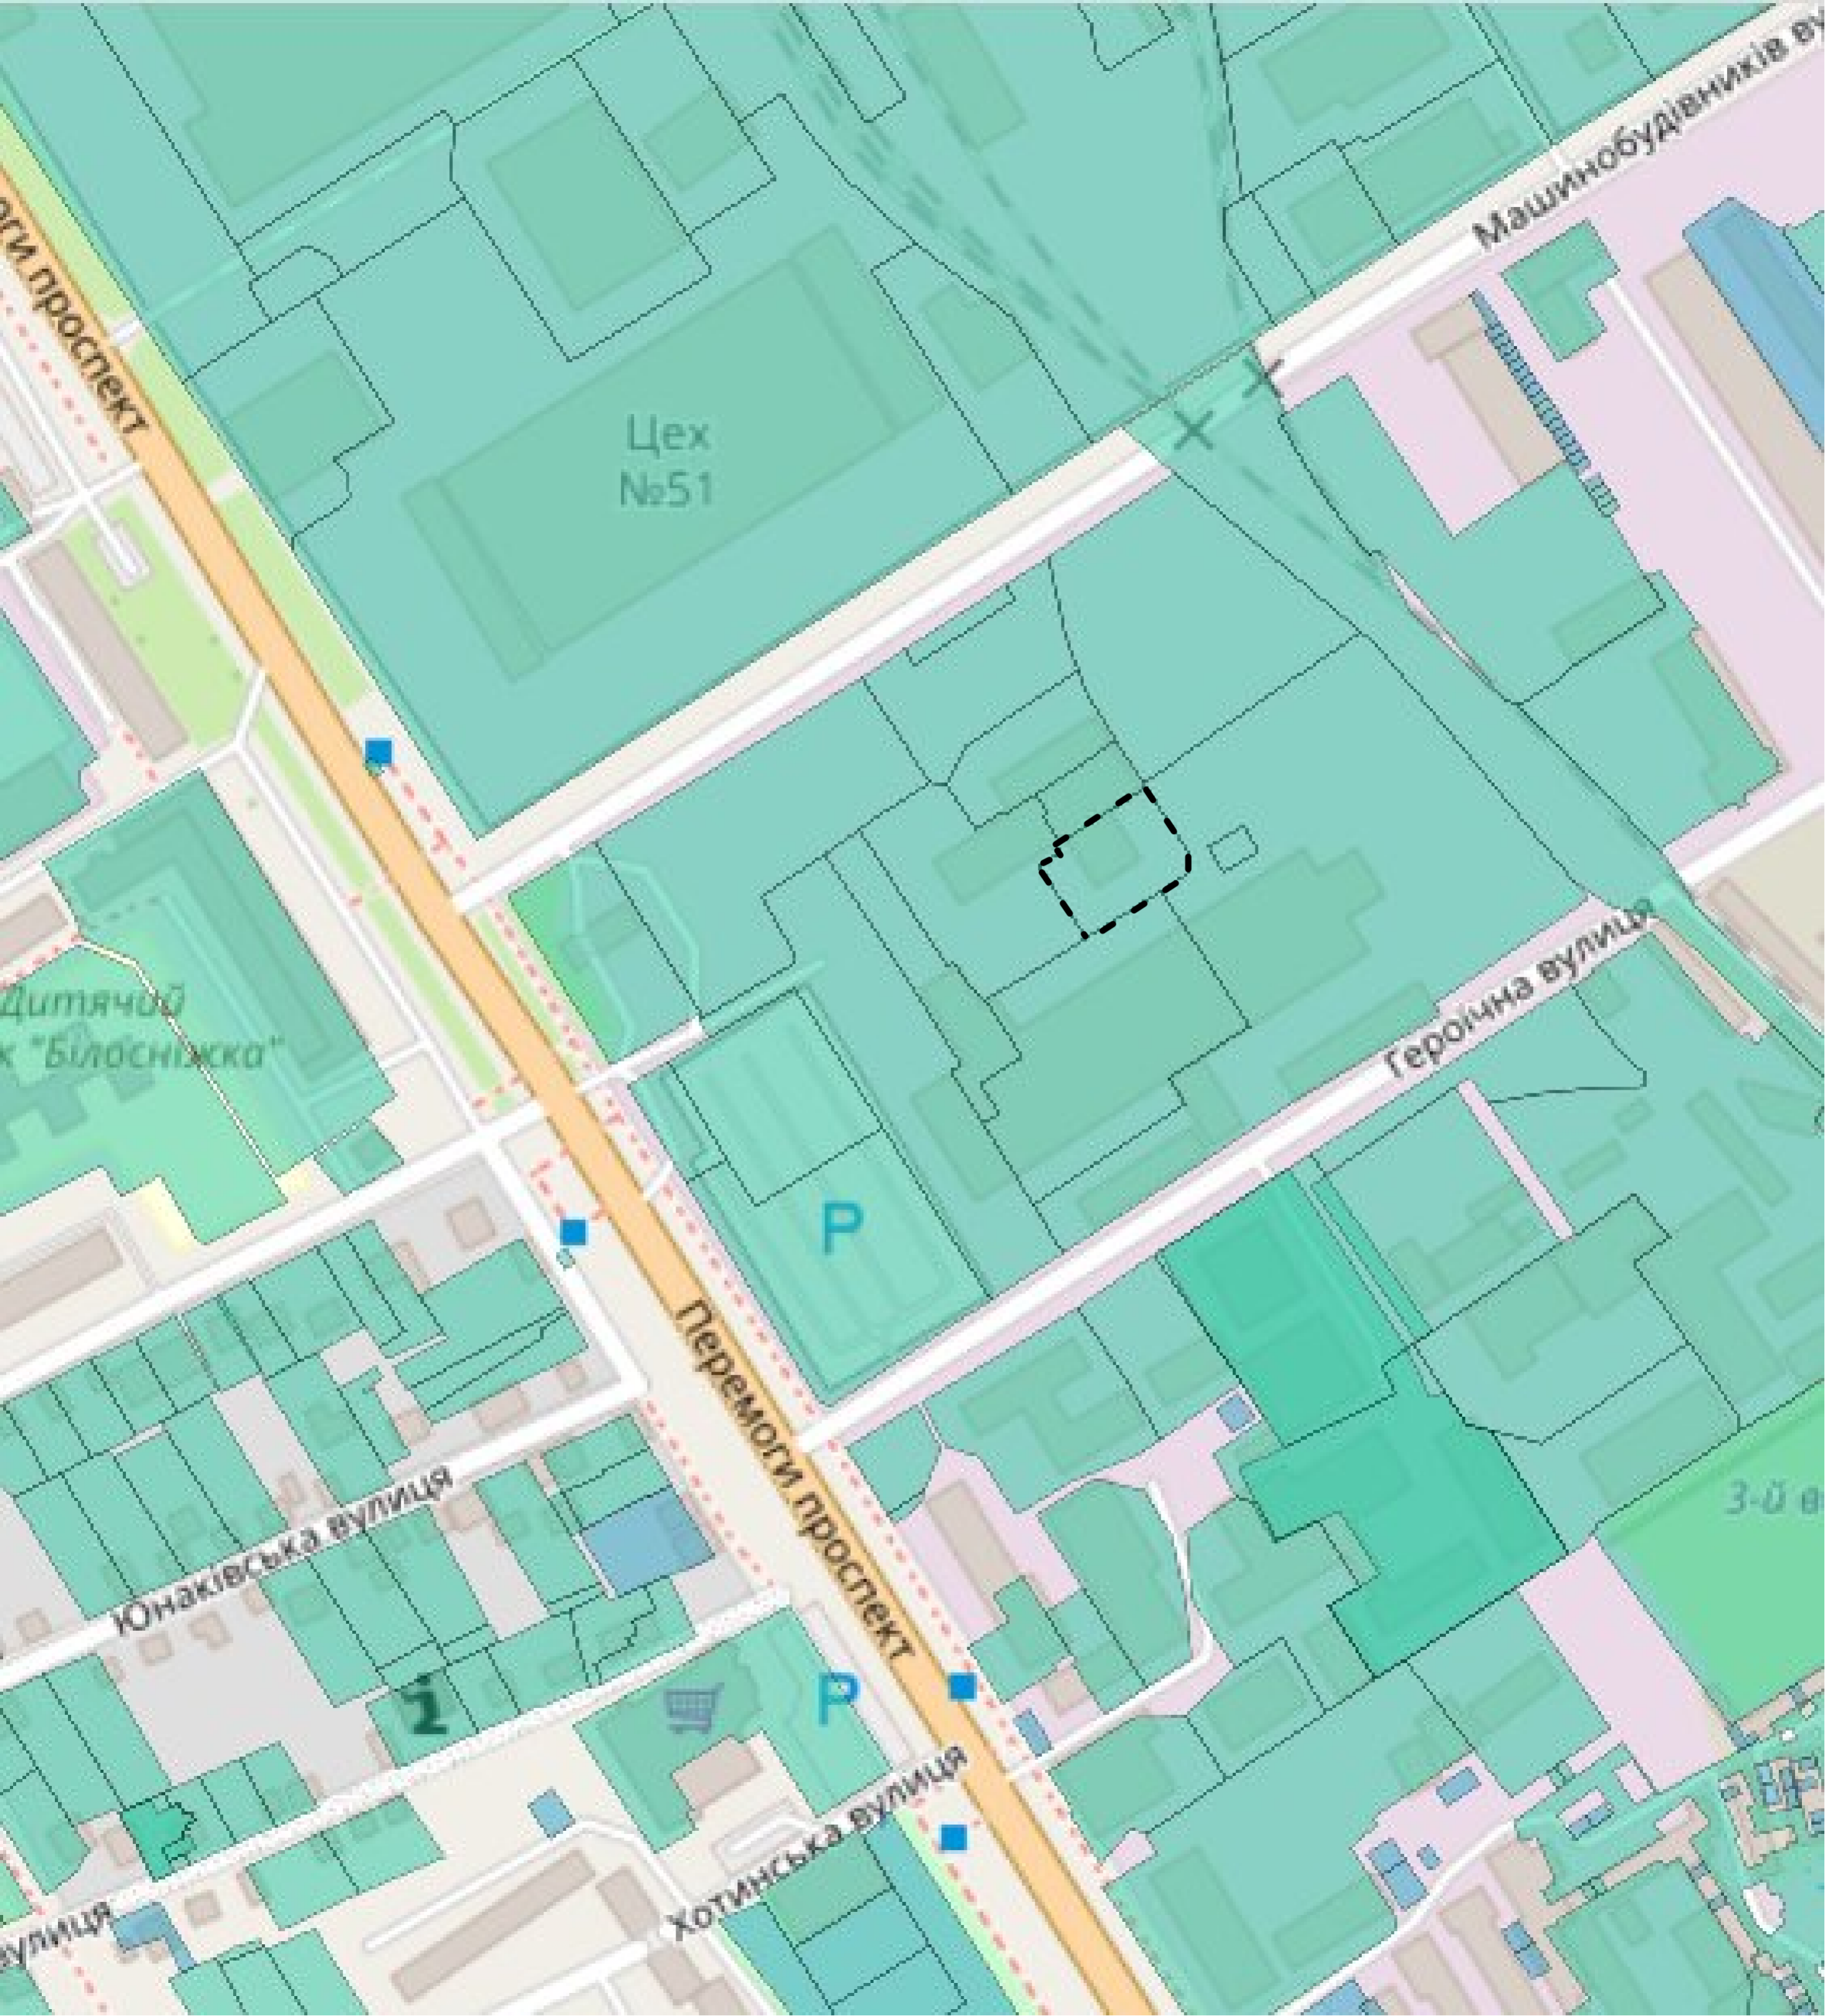 Машинобудівників ву
оги проспект
Цех
№51
Дитячий
к "Білосніжка"
Героїчна вулиця
P
Перемоги проспект
Юнаківська вулиця
3-й в
P
Хотинська вулиця
вулиця